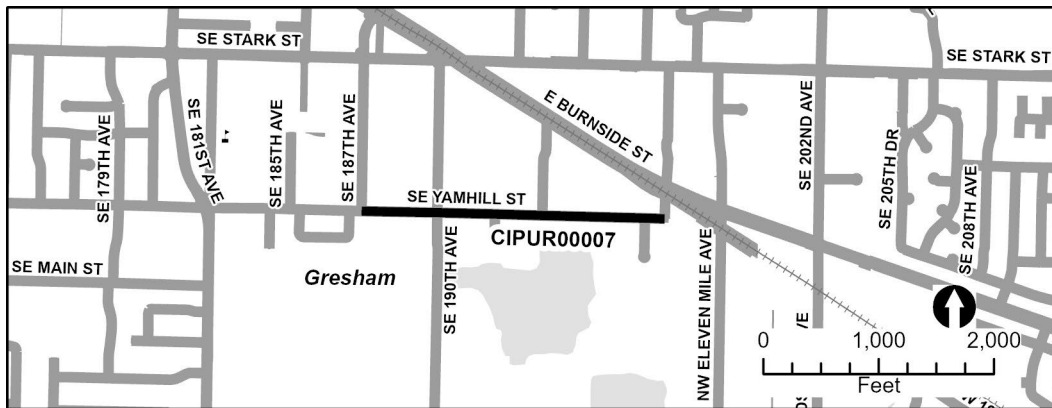 SE STARK ST
SE STARK ST
E BURNSIDE ST
SE 179TH AVE
SE 181ST AVE
SE 185TH AVE
SE 187TH AVE
SE 202ND AVE
SE 205TH DR
SE 208TH AVE
SE YAMHILL ST
CIPUR00007
SE 190TH AVE
NW ELEVEN MILE AVE
SE MAIN ST
Gresham
0 1,000 2,000
Feet